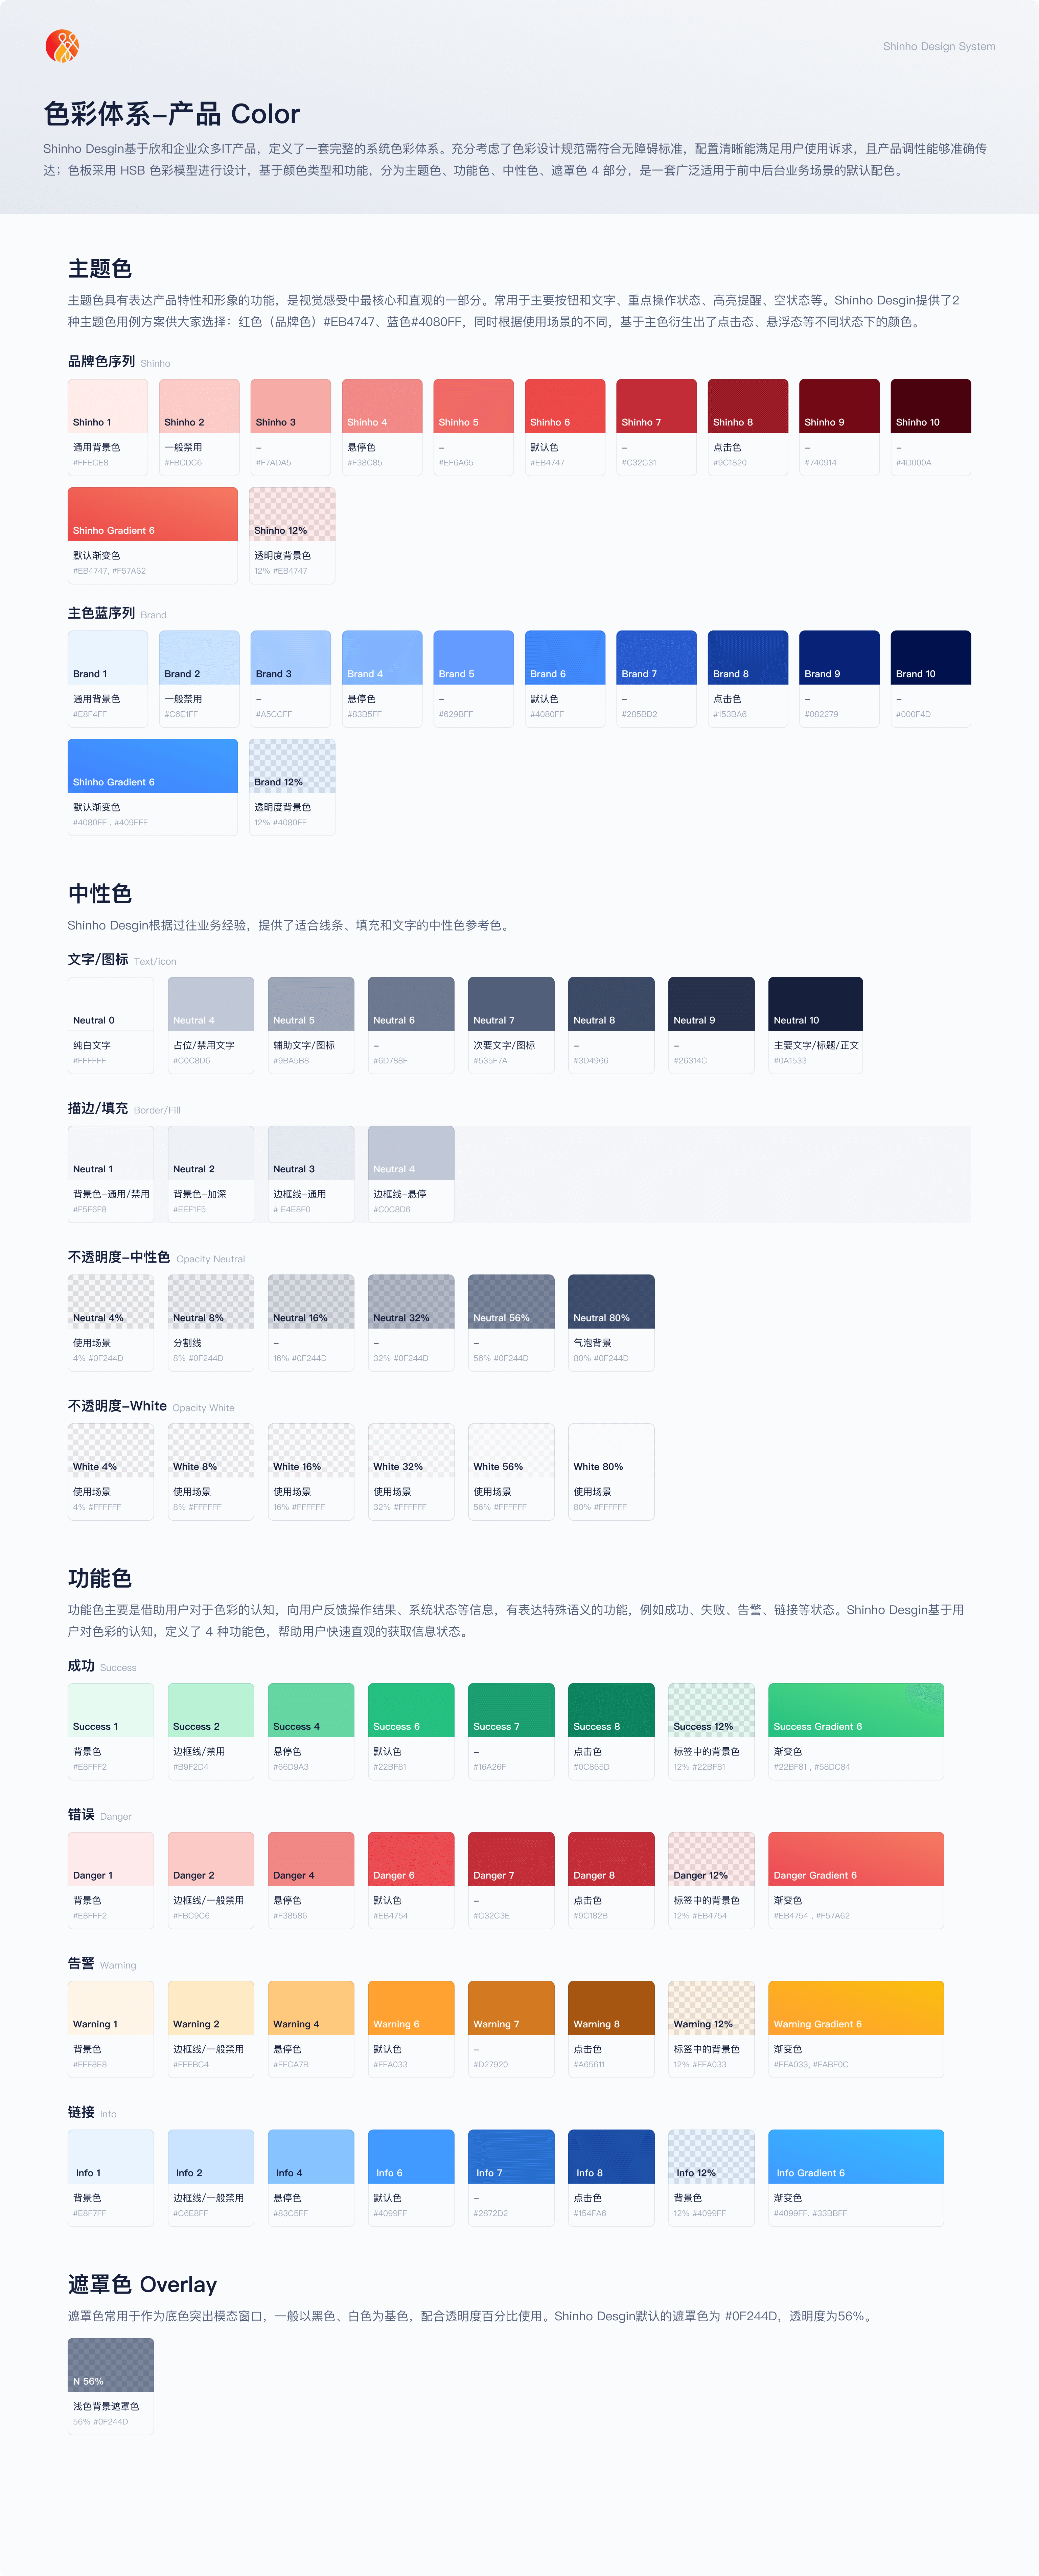 Shinho Design System
色彩体系-产品 Color
Shinho Desgin基于欣和企业众多IT产品，定义了一套完整的系统色彩体系。充分考虑了色彩设计规范需符合无障碍标准，配置清晰能满足用户使用诉求，且产品调性能够准确传
达；色板采用 HSB 色彩模型进行设计，基于颜色类型和功能，分为主题色、功能色、中性色、遮罩色 4 部分，是一套广泛适用于前中后台业务场景的默认配色。
主题色
主题色具有表达产品特性和形象的功能，是视觉感受中最核心和直观的一部分。常用于主要按钮和文字、重点操作状态、高亮提醒、空状态等。Shinho Desgin提供了2
种主题色用例方案供大家选择：红色（品牌色）#EB4747、蓝色#4080FF，同时根据使用场景的不同，基于主色衍生出了点击态、悬浮态等不同状态下的颜色。
品牌色序列 Shinho
Shinho 1 Shinho 2 Shinho 3 Shinho 4 Shinho 5 Shinho 6 Shinho 7 Shinho 8 Shinho 9 Shinho 10
通用背景色 一般禁用 - 悬停色 - 默认色 - 点击色 - -
#FFECE8 #FBCDC6 #F7ADA5 #F38C85 #EF6A65 #EB4747 #C32C31 #9C1820 #740914 #4D000A
Shinho Gradient 6 Shinho 12%
默认渐变色 透明度背景色
#EB4747, #F57A62 12% #EB4747
主色蓝序列 Brand
Brand 1 Brand 2 Brand 3 Brand 4 Brand 5 Brand 6 Brand 7 Brand 8 Brand 9 Brand 10
通用背景色 一般禁用 - 悬停色 - 默认色 - 点击色 - -
#E8F4FF #C6E1FF #A5CCFF #83B5FF #629BFF #4080FF #285BD2 #153BA6 #082279 #000F4D
Shinho Gradient 6 Brand 12%
默认渐变色 透明度背景色
#4080FF , #409FFF 12% #4080FF
中性色
Shinho Desgin根据过往业务经验，提供了适合线条、填充和文字的中性色参考色。
文字/图标 Text/icon
Neutral 0 Neutral 4 Neutral 5 Neutral 6 Neutral 7 Neutral 8 Neutral 9 Neutral 10
纯白文字 占位/禁用文字 辅助文字/图标 - 次要文字/图标 - - 主要文字/标题/正文
#FFFFFF #C0C8D6 #9BA5B8 #6D788F #535F7A #3D4966 #26314C #0A1533
描边/填充 Border/Fill
Neutral 1 Neutral 2 Neutral 3 Neutral 4
背景色-通用/禁用 背景色-加深 边框线-通用 边框线-悬停
#F5F6F8 #EEF1F5 # E4E8F0 #C0C8D6
不透明度-中性色 Opacity Neutral
Neutral 4% Neutral 8% Neutral 16% Neutral 32% Neutral 56% Neutral 80%
使用场景 分割线 - - - 气泡背景
4% #0F244D 8% #0F244D 16% #0F244D 32% #0F244D 56% #0F244D 80% #0F244D
不透明度-White Opacity White
White 4% White 8% White 16% White 32% White 56% White 80%
使用场景 使用场景 使用场景 使用场景 使用场景 使用场景
4% #FFFFFF 8% #FFFFFF 16% #FFFFFF 32% #FFFFFF 56% #FFFFFF 80% #FFFFFF
功能色
功能色主要是借助用户对于色彩的认知，向用户反馈操作结果、系统状态等信息，有表达特殊语义的功能，例如成功、失败、告警、链接等状态。Shinho Desgin基于用
户对色彩的认知，定义了 4 种功能色，帮助用户快速直观的获取信息状态。
成功 Success
Success 1 Success 2 Success 4 Success 6 Success 7 Success 8 Success 12% Success Gradient 6
背景色 边框线/禁用 悬停色 默认色 - 点击色 标签中的背景色 渐变色
#E8FFF2 #B9F2D4 #66D9A3 #22BF81 #16A26F #0C865D 12% #22BF81 #22BF81 , #58DC84
错误 Danger
Danger 1 Danger 2 Danger 4 Danger 6 Danger 7 Danger 8 Danger 12% Danger Gradient 6
背景色 边框线/一般禁用 悬停色 默认色 - 点击色 标签中的背景色 渐变色
#E8FFF2 #FBC9C6 #F38586 #EB4754 #C32C3E #9C182B 12% #EB4754 #EB4754 , #F57A62
告警 Warning
Warning 1 Warning 2 Warning 4 Warning 6 Warning 7 Warning 8 Warning 12% Warning Gradient 6
背景色 边框线/一般禁用 悬停色 默认色 - 点击色 标签中的背景色 渐变色
#FFF8E8 #FFEBC4 #FFCA7B #FFA033 #D27920 #A65611 12% #FFA033 #FFA033, #FABF0C
链接 Info
Info 1 Info 2 Info 4 Info 6 Info 7 Info 8 Info 12% Info Gradient 6
背景色 边框线/一般禁用 悬停色 默认色 - 点击色 背景色 渐变色
#E8F7FF #C6E8FF #83C5FF #4099FF #2872D2 #154FA6 12% #4099FF #4099FF, #33BBFF
遮罩色 Overlay
遮罩色常用于作为底色突出模态窗口，一般以黑色、白色为基色，配合透明度百分比使用。Shinho Desgin默认的遮罩色为 #0F244D，透明度为56%。
N 56%
浅色背景遮罩色
56% #0F244D